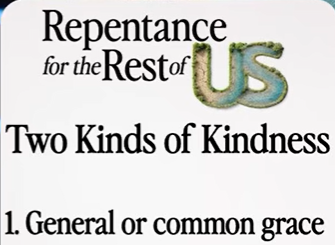 Repentance
for the Rest of US
Two Kinds of Kindness
1. General or common grace